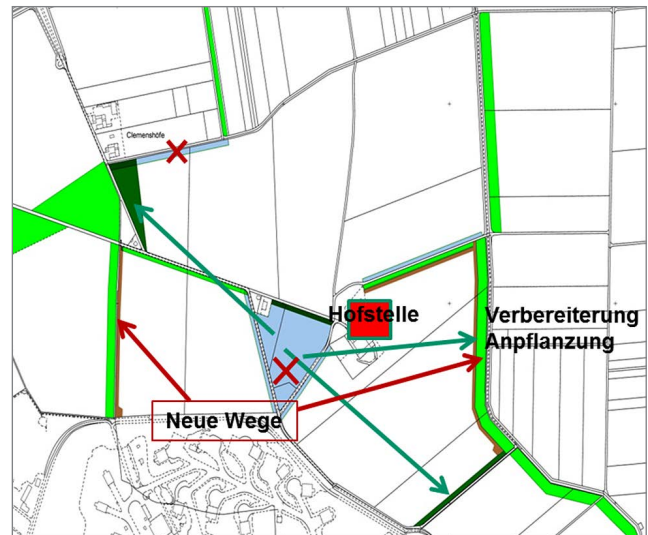 Clemenshöfe
Hofstelle
Verbereiterung
Anpflanzung
Neue Wege